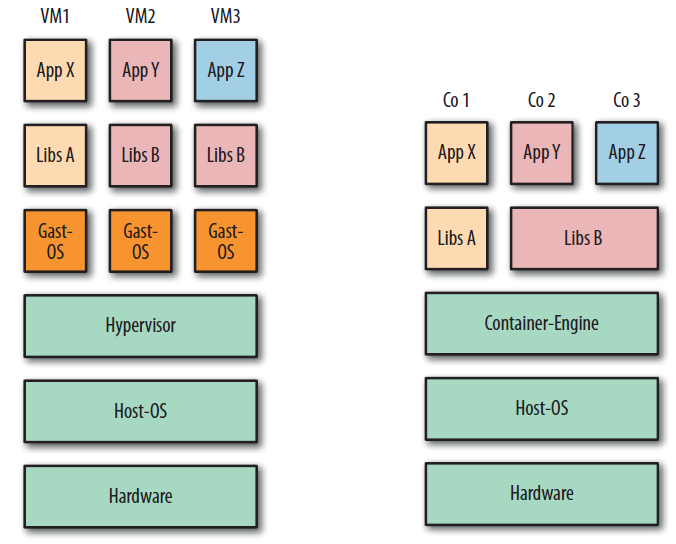 VM1 VM2 VM3
App X App Y App Z
Libs A Libs B Libs B
Gast- Gast- Gast-
OS OS OS
Hypervisor
Host-OS
Hardware
Co 1 Co 2 Co 3
App X App Y App Z
Libs A Libs B
Container-Engine
Host-OS
Hardware